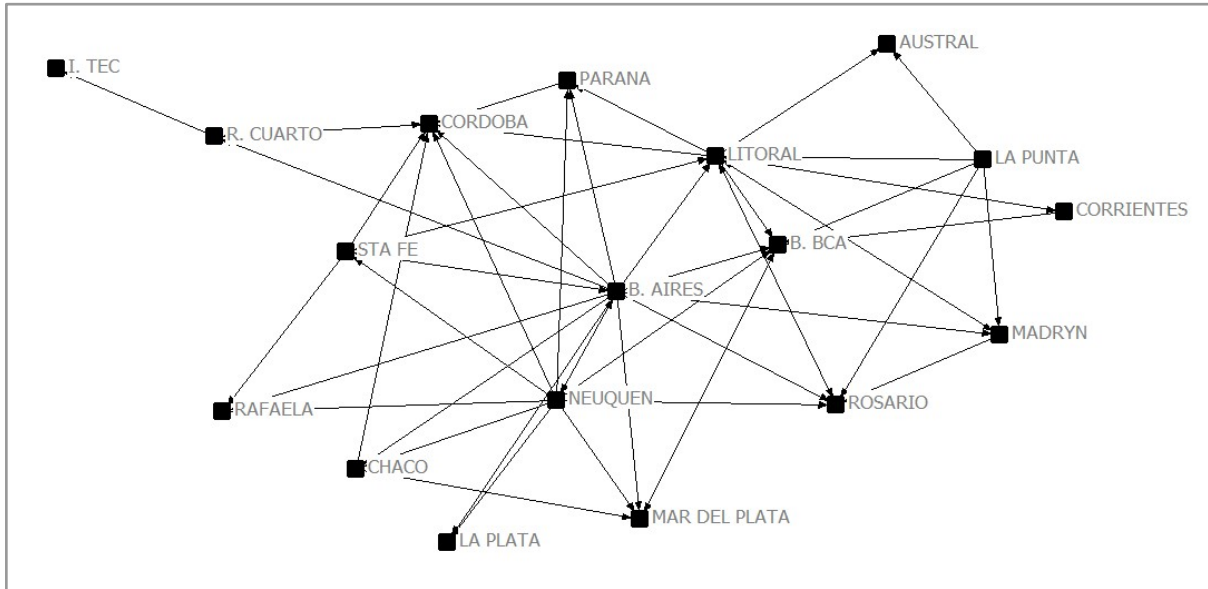 AUSTRAL
I. TEC
PARANA
CORDOBA
R. CUARTO
LITORAL
LA PUNTA
CORRIENTES
B. BCA
STA FE
B. AIRES
MADRYN
NEUQUEN
ROSARIO
RAFAELA
CHACO
MAR DEL PLATA
LA PLATA